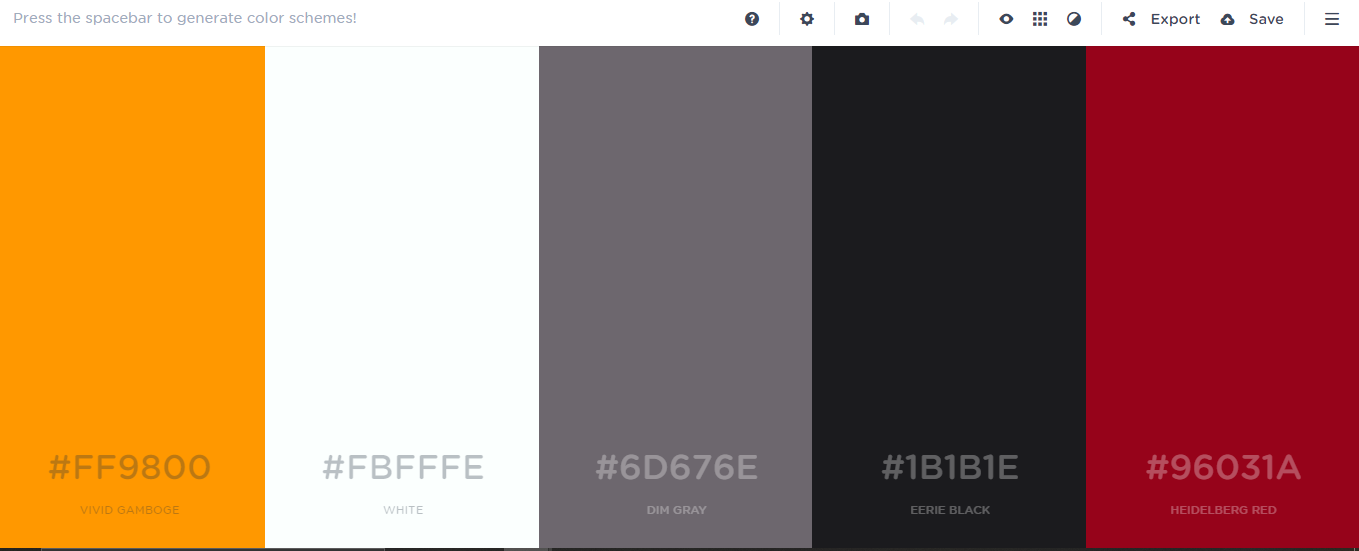 Press the spacebar to generate color schemes!
Export
Save
#FF9800
VIVID GAMBOGE
#FBFFFE
WHITE
#6D676E
DIM GRAY
#1B1B1E
EERIE BLACK
#96031A
HEIDELBERG RED